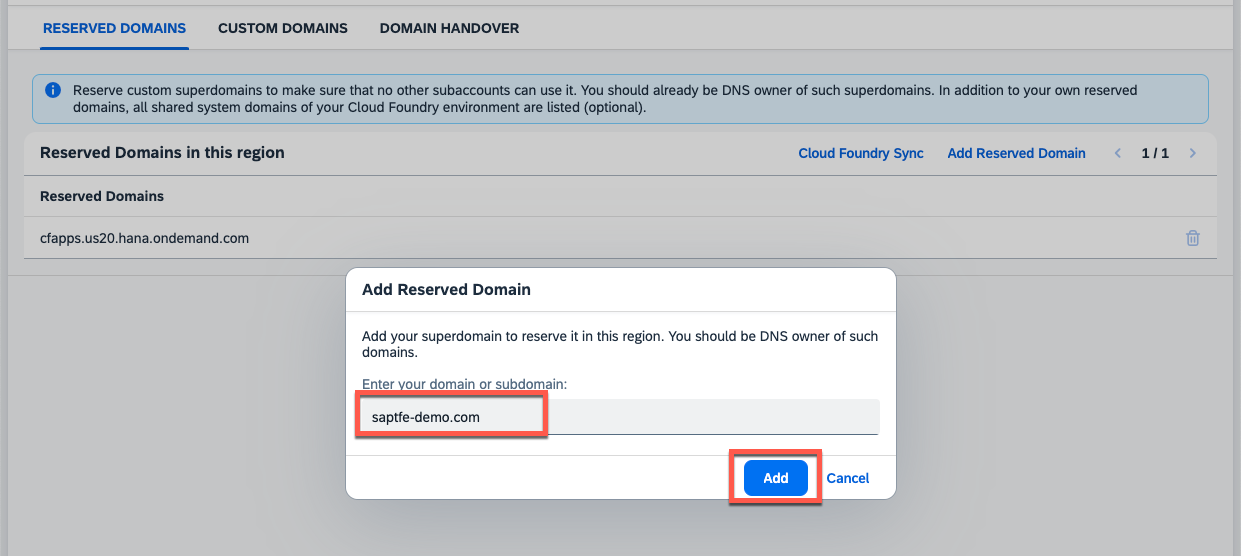 RESERVED DOMAINS CUSTOM DOMAINS DOMAIN HANDOVER
Reserve custom superdomains to make sure that no other subaccounts can use it. You should already be DNS owner of such superdomains. In addition to your own reserved
domains, all shared system domains of your Cloud Foundry environment are listed (optional).
Reserved Domains in this region Cloud Foundry Sync Add Reserved Domain < 1 / 1 >
Reserved Domains
cfapps.us20.hana.ondemand.com
Add Reserved Domain
Add your superdomain to reserve it in this region. You should be DNS owner of such
domains.
Enter your domain or subdomain:
saptfe-demo.com
Add Cancel